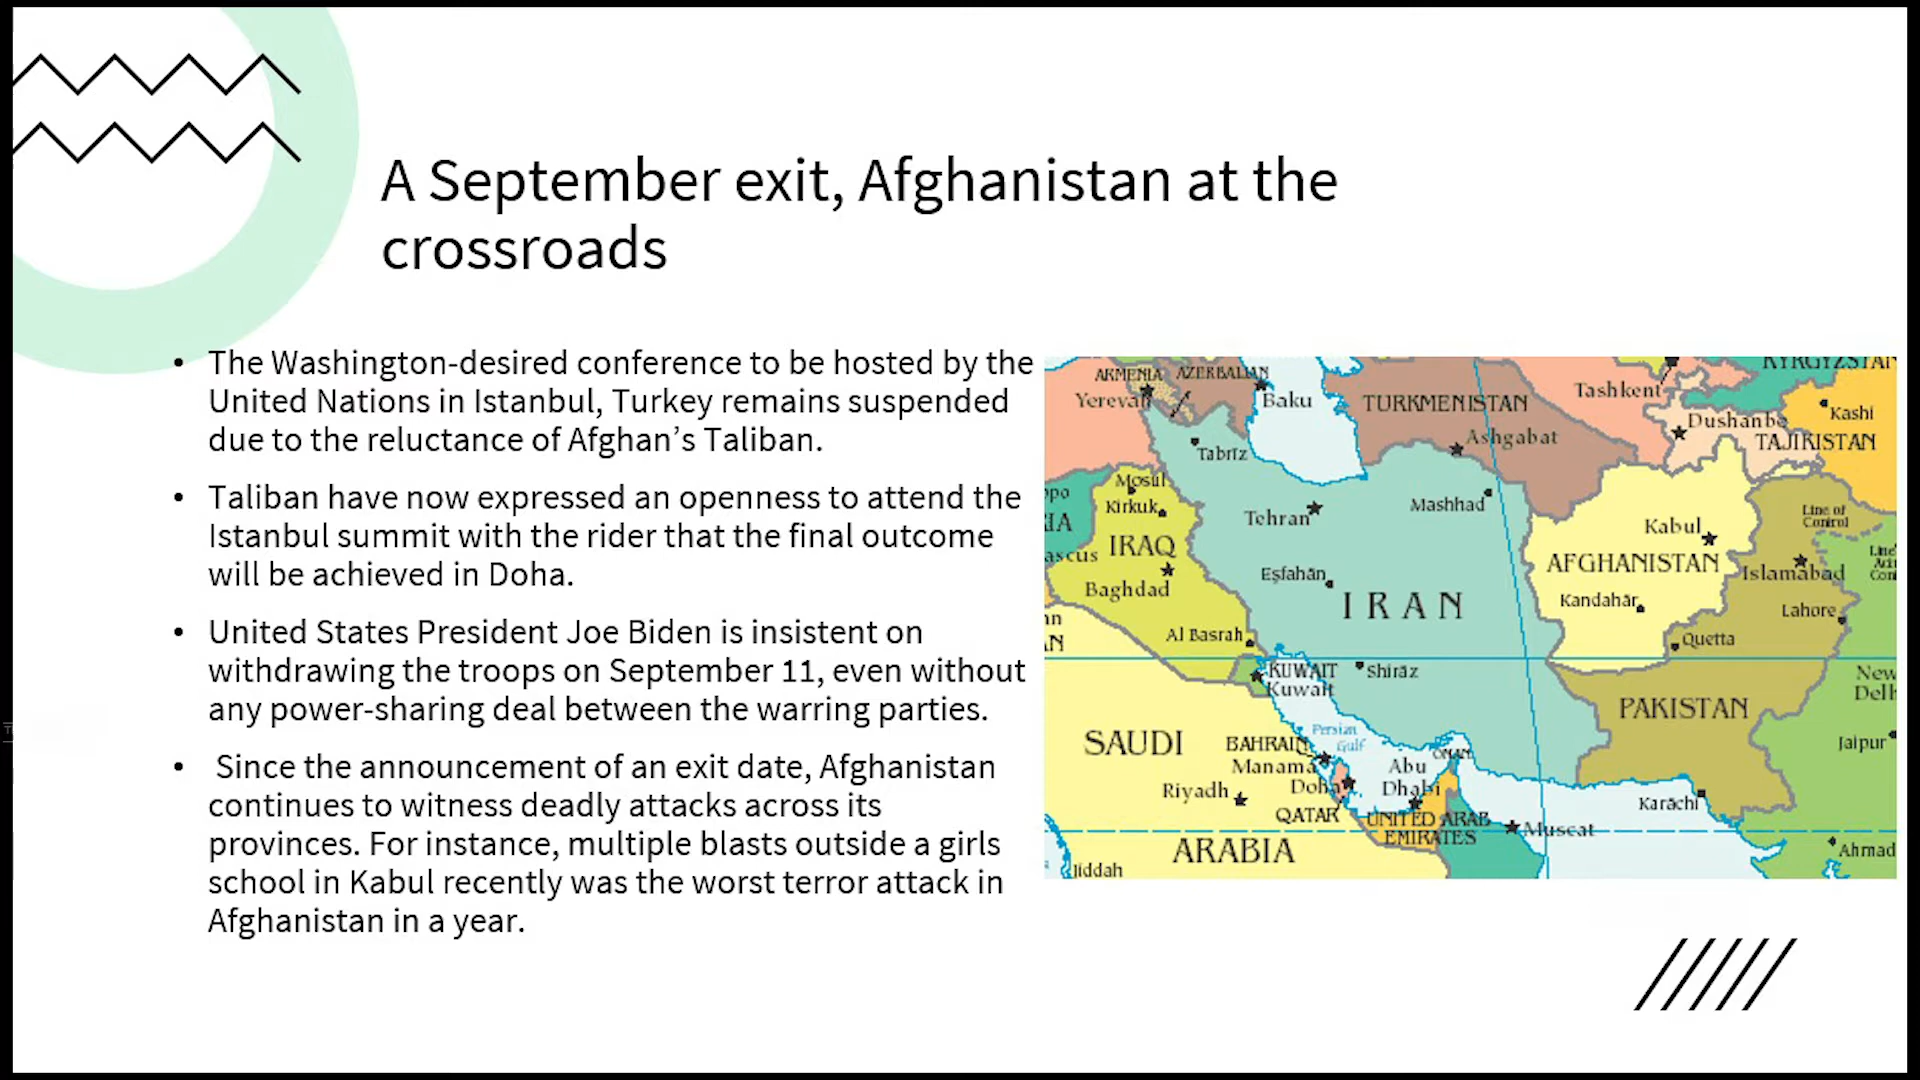 A September exit, Afghanistan at the
crossroads
• The Washington-desired conference to be hosted by the
United Nations in Istanbul, Turkey remains suspended
due to the reluctance of Afghan’s Taliban.
• Taliban have now expressed an openness to attend the
Istanbul summit with the rider that the final outcome
will be achieved in Doha.
• United States President Joe Biden is insistent on
withdrawing the troops on September 11, even without
any power-sharing deal between the warring parties.
• Since the announcement of an exit date, Afghanistan
continues to witness deadly attacks across its
provinces. For instance, multiple blasts outside a girls
school in Kabul recently was the worst terror attack in
Afghanistan in a year.
KYRGYZSTAN
ARMENIA
AZERBAIJAN
Yerevan
Baku
TURKMENISTAN
Tashkent
Kashi
Dushanbe
TAJIKISTAN
Ashgabat
Tabrīz
Mosul
Kirkuk
Mashhad
Tehran
ppo
IA
ascus
IRAQ
Baghdad
Eşfahān
IRAN
Kabul
AFGHANISTAN
Kandahār
Line of
Control
Islamabad
Lahore
Al Basrah
Quetta
KUWAIT
Kuwait
Shirāz
New
Delh
PAKISTAN
SAUDI
ARABIA
BAHRAIN
Manama
Persian
Gulf
OMAN
Riyadh
Doha
QATAR
Abu
Dhabi
UNITED ARAB
EMIRATES
Muscat
Karāchi
Jaipur
Ahmad
Jiddah